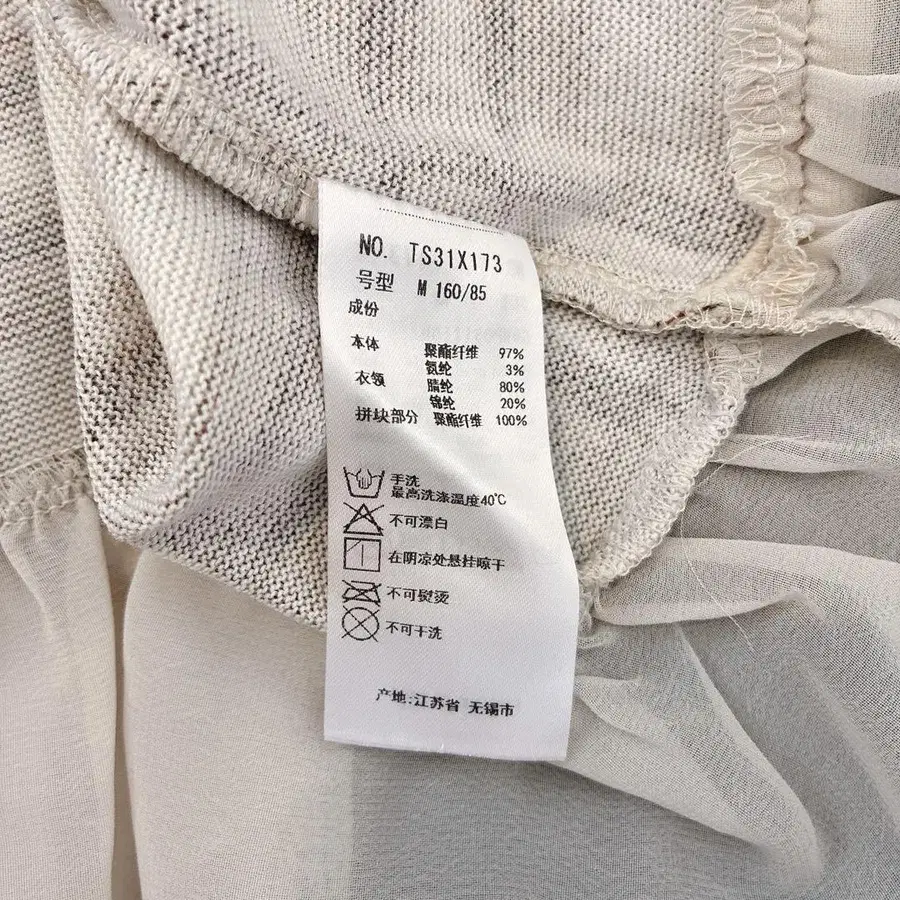 NO. TS31X173
号型 M 160/85
成份
本体 聚酯纤维 97%
氨纶 3%
衣领 腈纶 80%
锦纶 20%
拼块部分 聚酯纤维 100%
手洗
最高洗涤温度40℃
不可漂白
在阴凉处悬挂晾干
不可熨烫
不可干洗
产地:江苏省 无锡市